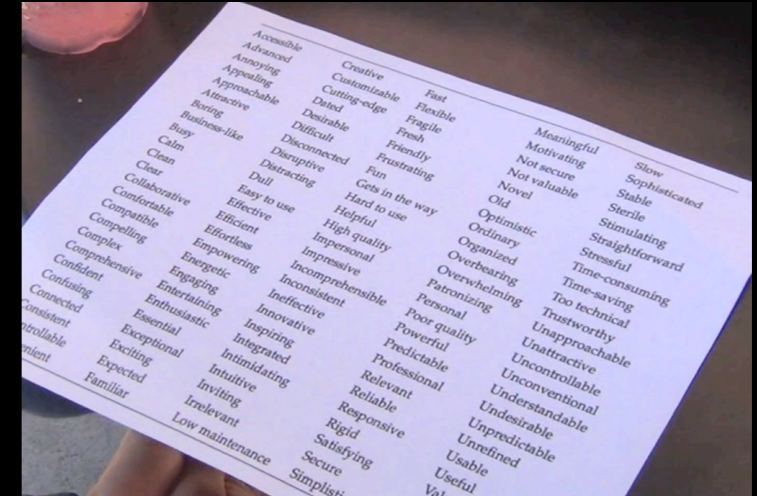 Accessible
Advanced
Annoying
Appealing
Approachable
Attractive
Boring
Business-like
Busy
Calm
Clean
Clear
Collaborative
Comfortable
Compatible
Compelling
Complex
Comprehensive
Confident
Confusing
Connected
Consistent
ntrollable
enient
Creative
Customizable
Cutting-edge
Dated
Desirable
Difficult
Disconnected
Disruptive
Distracting
Dull
Easy to use
Effective
Efficient
Effortless
Empowering
Energetic
Engaging
Entertaining
Enthusiastic
Essential
Exceptional
Exciting
Expected
Familiar
Fast
Flexible
Fragile
Fresh
Friendly
Frustrating
Fun
Gets in the way
Hard to use
Helpful
High quality
Impersonal
Impressive
Incomprehensible
Inconsistent
Ineffective
Innovative
Inspiring
Integrated
Intimidating
Intuitive
Inviting
Irrelevant
Low maintenance
Meaningful
Motivating
Not secure
Not valuable
Novel
Old
Optimistic
Ordinary
Organized
Overbearing
Overwhelming
Patronizing
Personal
Poor quality
Powerful
Predictable
Professional
Relevant
Reliable
Responsive
Rigid
Satisfying
Secure
Simplisti
Slow
Sophisticated
Stable
Sterile
Stimulating
Straightforward
Stressful
Time-consuming
Time-saving
Too technical
Trustworthy
Unapproachable
Unattractive
Uncontrollable
Unconventional
Understandable
Undesirable
Unpredictable
Unrefined
Usable
Useful
Val